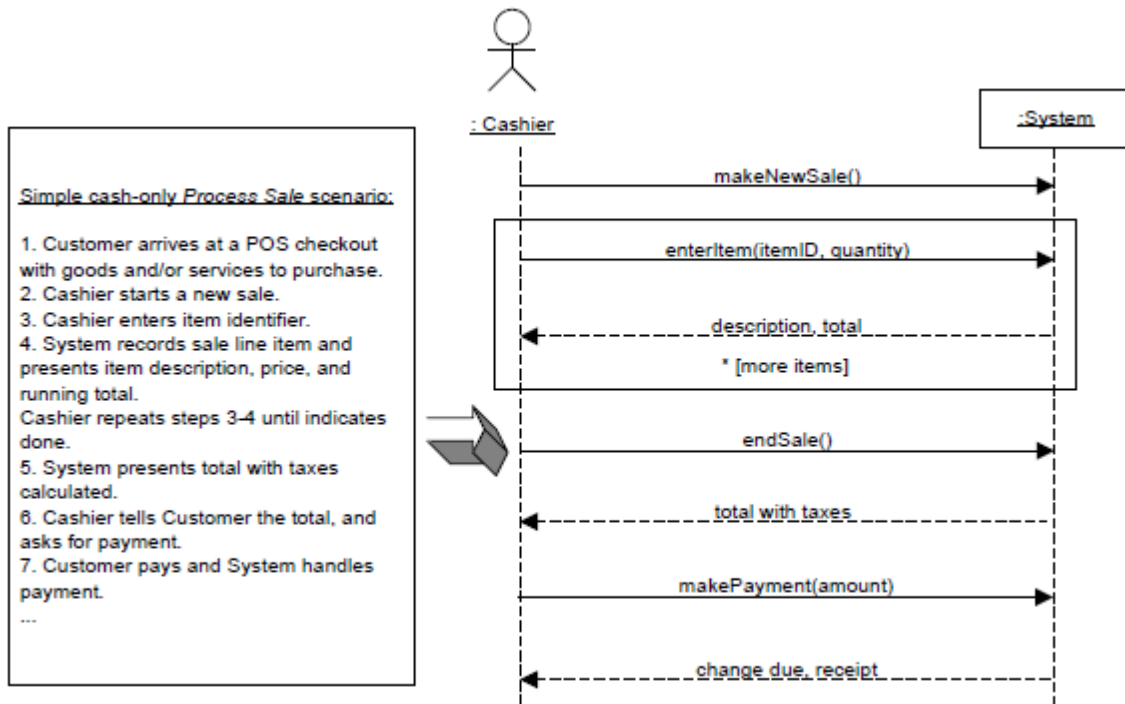 : Cashier
:System
Simple cash-only Process Sale scenario:
1. Customer arrives at a POS checkout
with goods and/or services to purchase.
2. Cashier starts a new sale.
3. Cashier enters item identifier.
4. System records sale line item and
presents item description, price, and
running total.
Cashier repeats steps 3-4 until indicates
done.
5. System presents total with taxes
calculated.
6. Cashier tells Customer the total, and
asks for payment.
7. Customer pays and System handles
payment.
...
makeNewSale()
enterItem(itemID, quantity)
description, total
* [more items]
endSale()
total with taxes
makePayment(amount)
change due, receipt